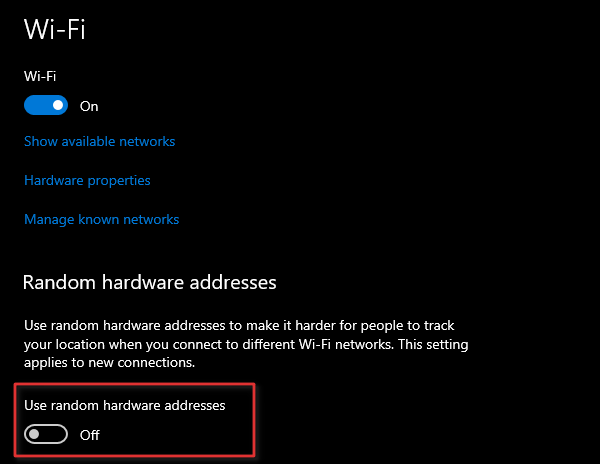 Wi-Fi
Wi-Fi
On
Show available networks
Hardware properties
Manage known networks
Random hardware addresses
Use random hardware addresses to make it harder for people to track
your location when you connect to different Wi-Fi networks. This setting
applies to new connections.
Use random hardware addresses
Off